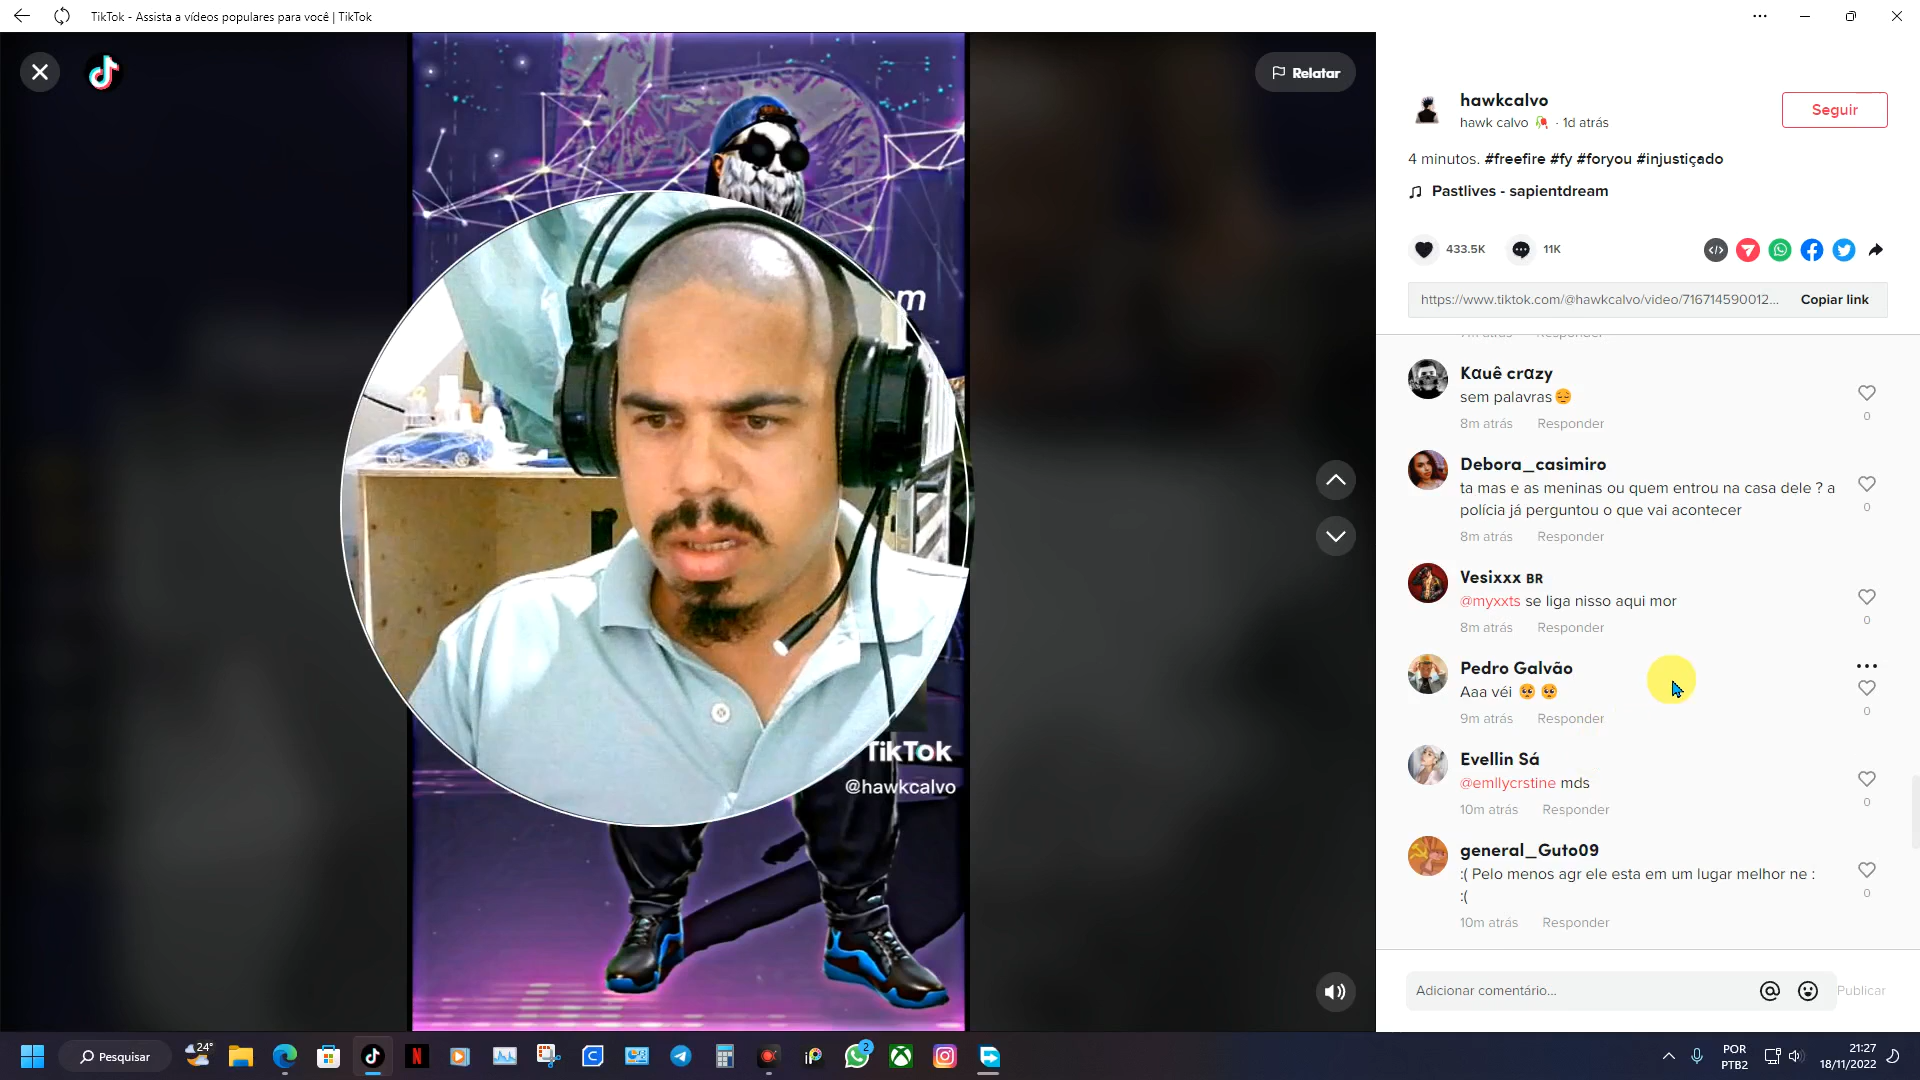 TikTok - Assista a vídeos populares para você | TikTok
Relatar
hawkcalvo
hawk calvo · 1d atrás
Seguir
4 minutos. #freefire #fy #foryou #injustiçado
Pastlives - sapientdream
433.5K
11K
https://www.tiktok.com/@hawkcalvo/video/716714590012...
Copiar link
Kαuê crαzy
sem palavras😔
8m atrás Responder
0
Debora_casimiro
ta mas e as meninas ou quem entrou na casa dele ? a
polícia já perguntou o que vai acontecer
8m atrás Responder
0
Vesixxx ʙʀ
@myxxts se liga nisso aqui mor
8m atrás Responder
0
Pedro Galvão
Aaa véi 🥺 🥺
9m atrás Responder
0
Evellin Sá
@emllycrstine mds
10m atrás Responder
0
general_Guto09
:( Pelo menos agr ele esta em um lugar melhor ne :
:(
10m atrás Responder
0
Adicionar comentário...
Publicar
TikTok
@hawkcalvo
Pesquisar
24°
2
POR
PTB2
21:27
18/11/2022